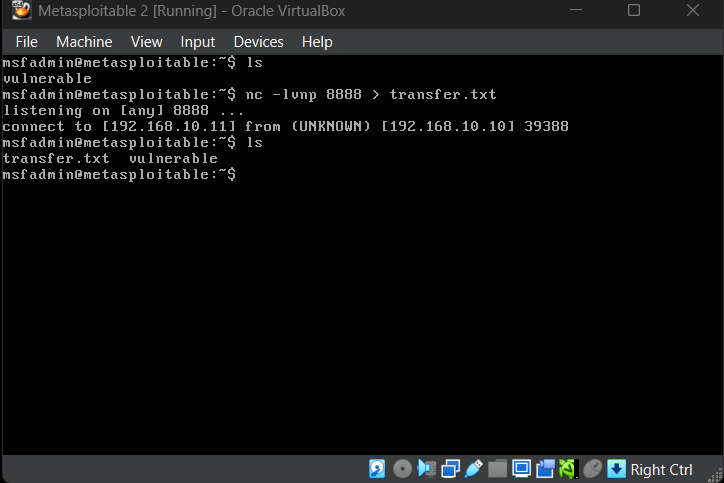 Metasploitable 2 [Running] - Oracle VirtualBox
File Machine View Input Devices Help
msfadmin@metasploitable:~$ ls
vulnerable
msfadmin@metasploitable:~$ nc -lvnp 8888 > transfer.txt
listening on [any] 8888 ...
connect to [192.168.10.11] from (UNKNOWN) [192.168.10.10] 39388
msfadmin@metasploitable:~$ ls
transfer.txt  vulnerable
msfadmin@metasploitable:~$
Right Ctrl